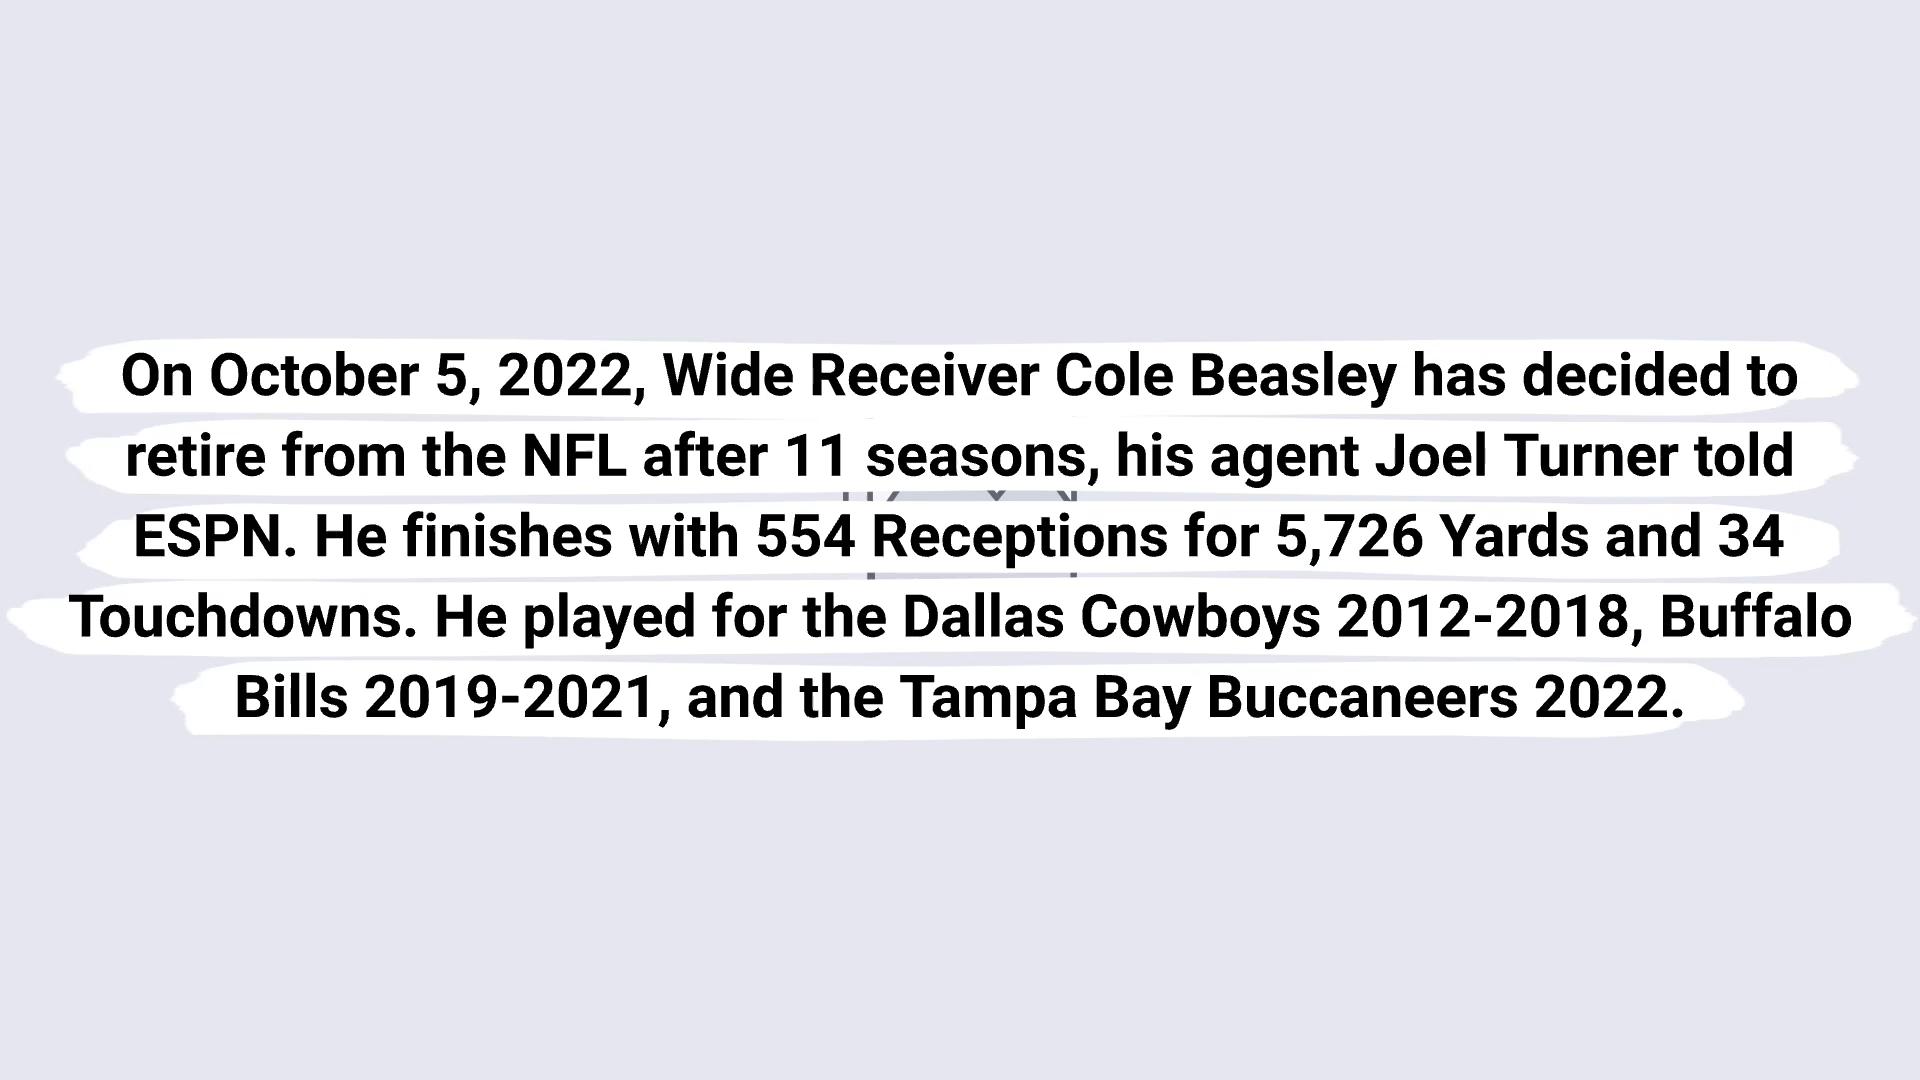 On October 5, 2022, Wide Receiver Cole Beasley has decided to
retire from the NFL after 11 seasons, his agent Joel Turner told
ESPN. He finishes with 554 Receptions for 5,726 Yards and 34
Touchdowns. He played for the Dallas Cowboys 2012-2018, Buffalo
Bills 2019-2021, and the Tampa Bay Buccaneers 2022.